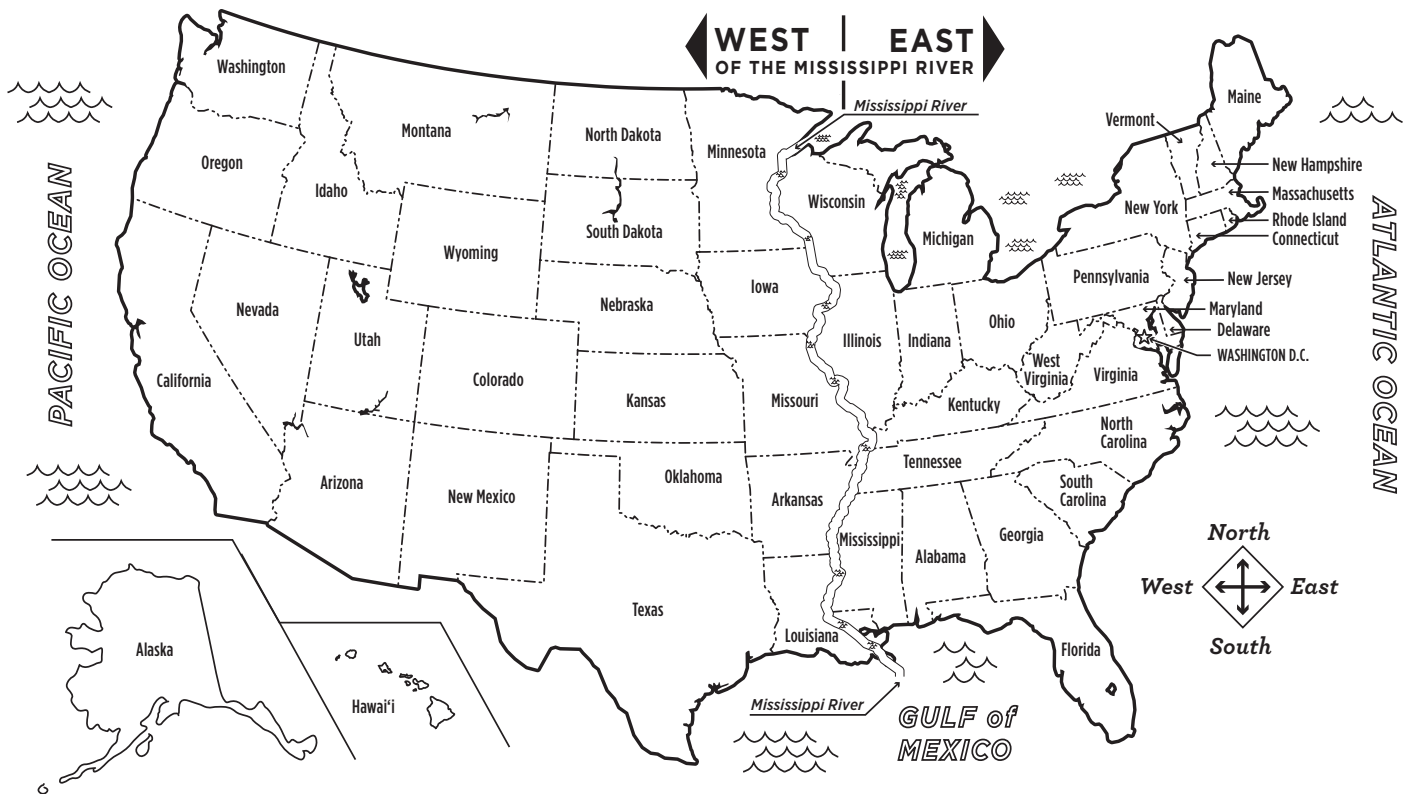 WEST EAST
OF THE MISSISSIPPI RIVER
Mississippi River
Washington
Oregon
California
Nevada
Idaho
Montana
Wyoming
Utah
Arizona
Colorado
New Mexico
North Dakota
South Dakota
Nebraska
Kansas
Oklahoma
Texas
Minnesota
Iowa
Missouri
Arkansas
Louisiana
Wisconsin
Illinois
Michigan
Indiana
Ohio
Kentucky
Tennessee
Mississippi
Alabama
Georgia
Florida
South
Carolina
North
Carolina
Virginia
West
Virginia
Pennsylvania
New York
Vermont
Maine
New Hampshire
Massachusetts
Rhode Island
Connecticut
New Jersey
Maryland
Delaware
WASHINGTON D.C.
Alaska
Hawaiʻi
PACIFIC OCEAN
ATLANTIC OCEAN
Mississippi River
GULF of
MEXICO
North
West East
South